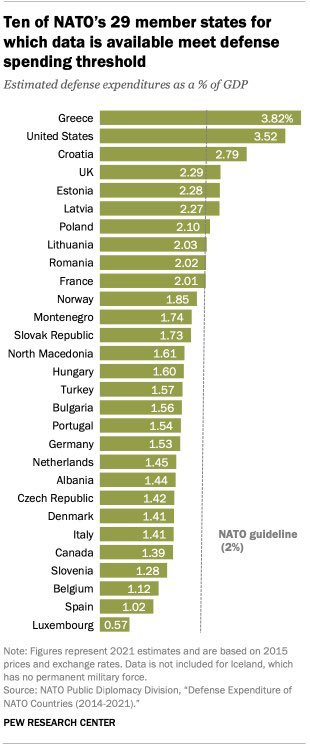 Ten of NATO’s 29 member states for
which data is available meet defense
spending threshold
Estimated defense expenditures as a % of GDP
Greece 3.82%
United States 3.52
Croatia 2.79
UK 2.29
Estonia 2.28
Latvia 2.27
Poland 2.10
Lithuania 2.03
Romania 2.02
France 2.01
Norway 1.85
Montenegro 1.74
Slovak Republic 1.73
North Macedonia 1.61
Hungary 1.60
Turkey 1.57
Bulgaria 1.56
Portugal 1.54
Germany 1.53
Netherlands 1.45
Albania 1.44
Czech Republic 1.42
Denmark 1.41
Italy 1.41
Canada 1.39
Slovenia 1.28
Belgium 1.12
Spain 1.02
Luxembourg 0.57
NATO guideline
(2%)
Note: Figures represent 2021 estimates and are based on 2015
prices and exchange rates. Data is not included for Iceland, which
has no permanent military force.
Source: NATO Public Diplomacy Division, “Defense Expenditure of
NATO Countries (2014-2021).”
PEW RESEARCH CENTER